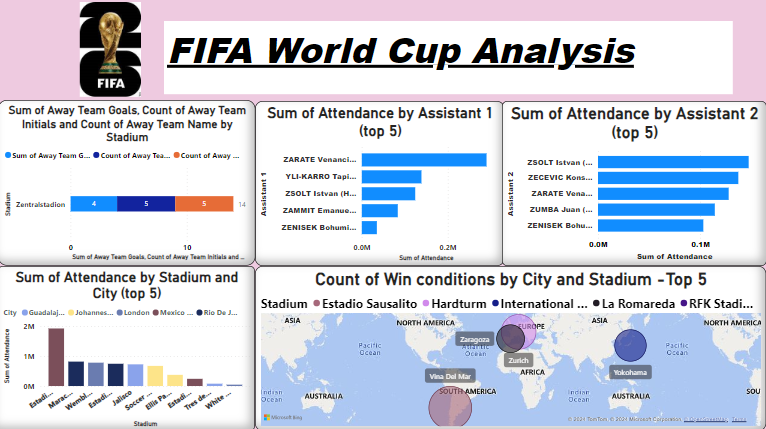 FIFA
FIFA World Cup Analysis
Sum of Away Team Goals, Count of Away Team
Initials and Count of Away Team Name by
Stadium
Sum of Away Team G... Count of Away Tea... Count of Away ...
Stadium
Zentralstadion
4
5
5
14
0
10
Sum of Away Team Goals, Count of Away Team Initials and ...
Sum of Attendance by Assistant 1
(top 5)
Assistant 1
ZARATE Venanci...
YLI-KARRO Tapi...
ZSOLT Istvan (H...
ZAMMIT Emanue...
ZENISEK Bohumi...
0.0M
0.2M
Sum of Attendance
Sum of Attendance by Assistant 2
(top 5)
Assistant 2
ZSOLT Istvan (...
ZECEVIC Kons...
ZARATE Vena...
ZUMBA Juan (...
ZENISEK Bohu...
0.0M
0.1M
Sum of Attendance
Sum of Attendance by Stadium and
City (top 5)
City Guadalaj... Johannes... London Mexico ... Rio De J...
Sum of Attendance
2M
1M
0M
Estadi...
Marac...
Wembl...
Estadi...
Jalisco
Soccer ...
Ellis Pa...
Estadi...
Tres de...
White ...
Stadium
Count of Win conditions by City and Stadium -Top 5
Stadium Estadio Sausalito Hardturm International ... La Romareda RFK Stadi...
ASIA
NORTH AMERICA
EUROPE
ASIA
NORTH AMERICA
Pacific
Ocean
Zaragoza
Atlantic
Ocean
Zurich
Pacific
Ocean
AFRICA
Yokohama
Vina Del Mar
Indian
Ocean
AUSTRALIA
SOUTH AMERICA
Indian
Ocean
AUSTRALIA
SOU
Microsoft Bing
© 2024 TomTom, © 2024 Microsoft Corporation, © OpenStreetMap, Terms